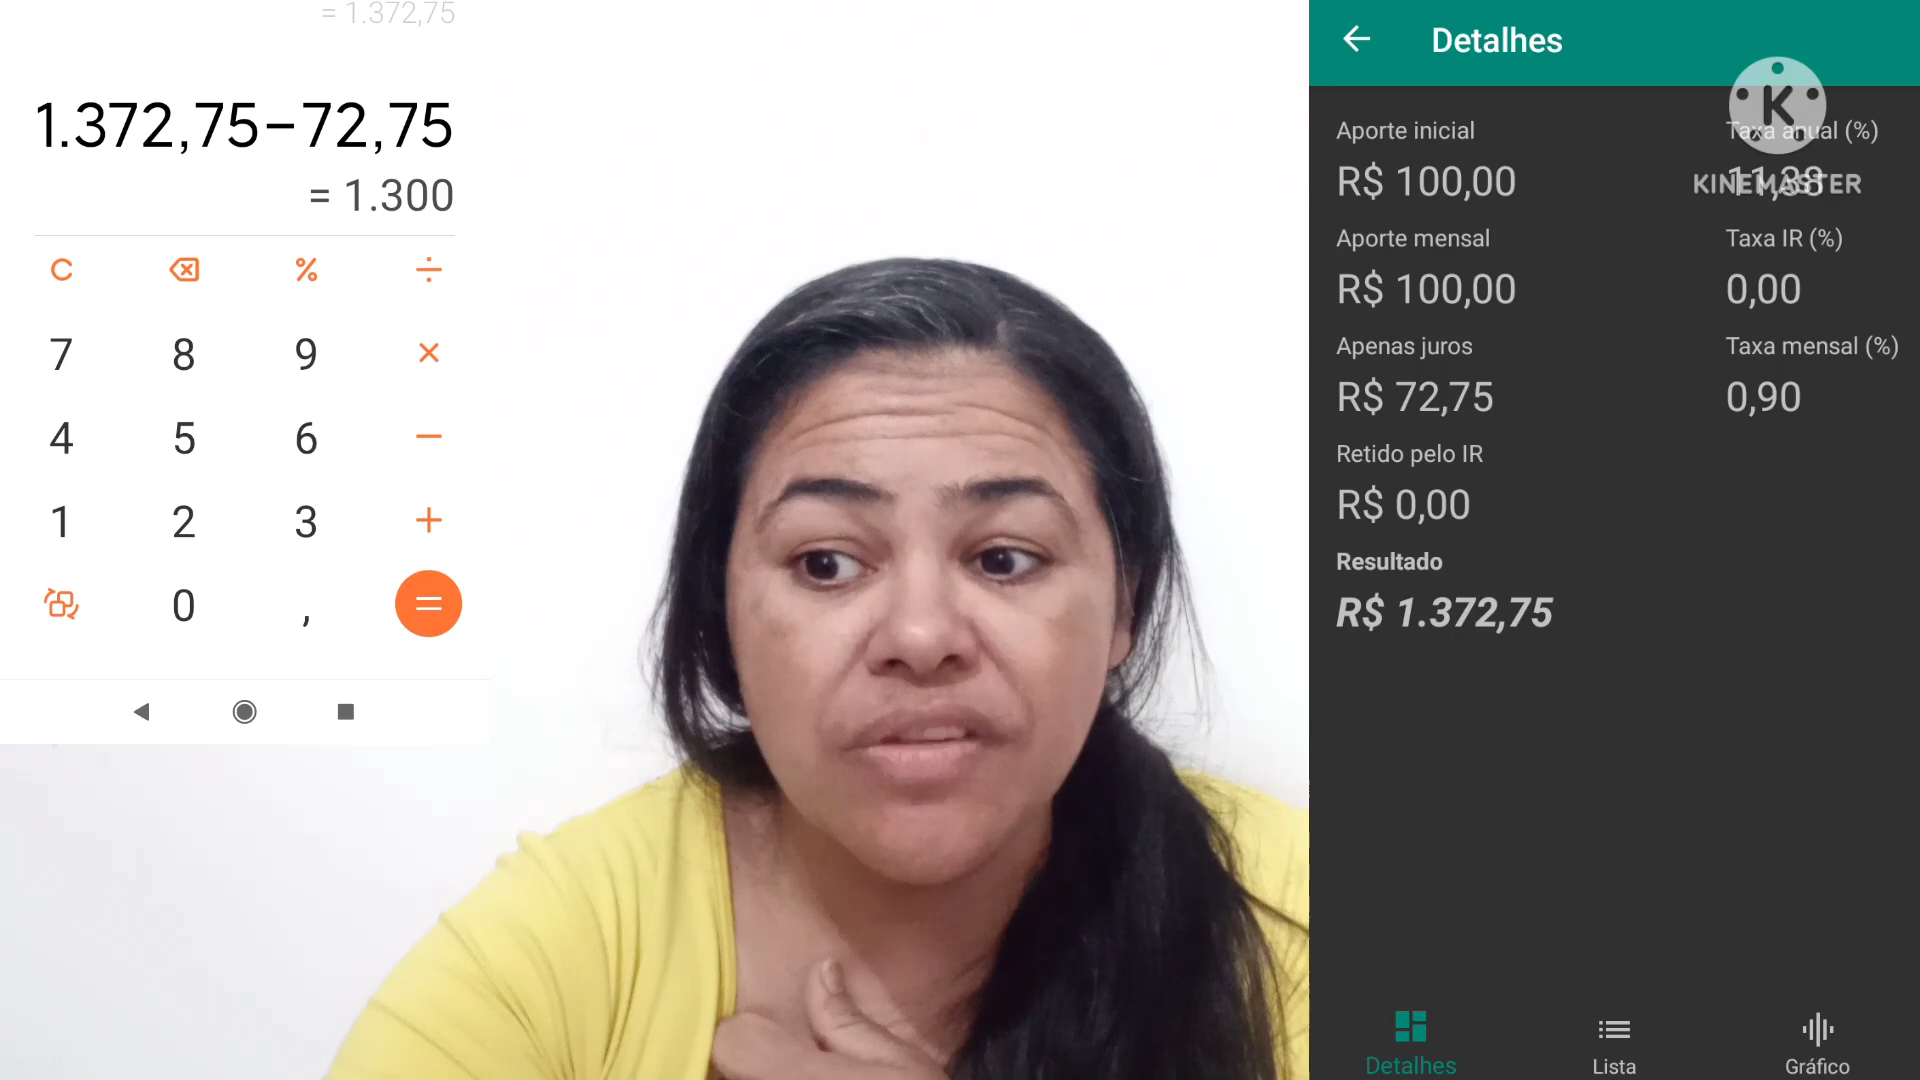 = 1.372,75
1.372,75−72,75
= 1.300
C % ÷
7 8 9 ×
4 5 6 −
1 2 3 +
0 , =
Detalhes
Aporte inicial
R$ 100,00
Aporte mensal
R$ 100,00
Apenas juros
R$ 72,75
Retido pelo IR
R$ 0,00
Resultado
R$ 1.372,75
Taxa anual (%)
11,38
Taxa IR (%)
0,00
Taxa mensal (%)
0,90
K
KINEMASTER
Detalhes
Lista
Gráfico